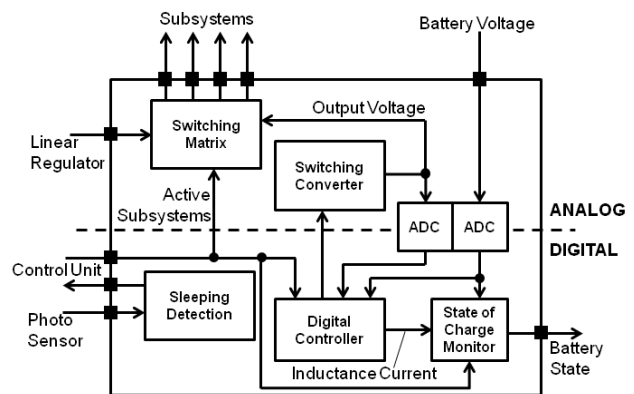 Subsystems
Battery Voltage
Output Voltage
Switching
Matrix
Linear
Regulator
Switching
Converter
Active
Subsystems
ADC
ADC
ANALOG
DIGITAL
Control Unit
Sleeping
Detection
Photo
Sensor
Digital
Controller
State of
Charge
Monitor
Inductance Current
Battery
State